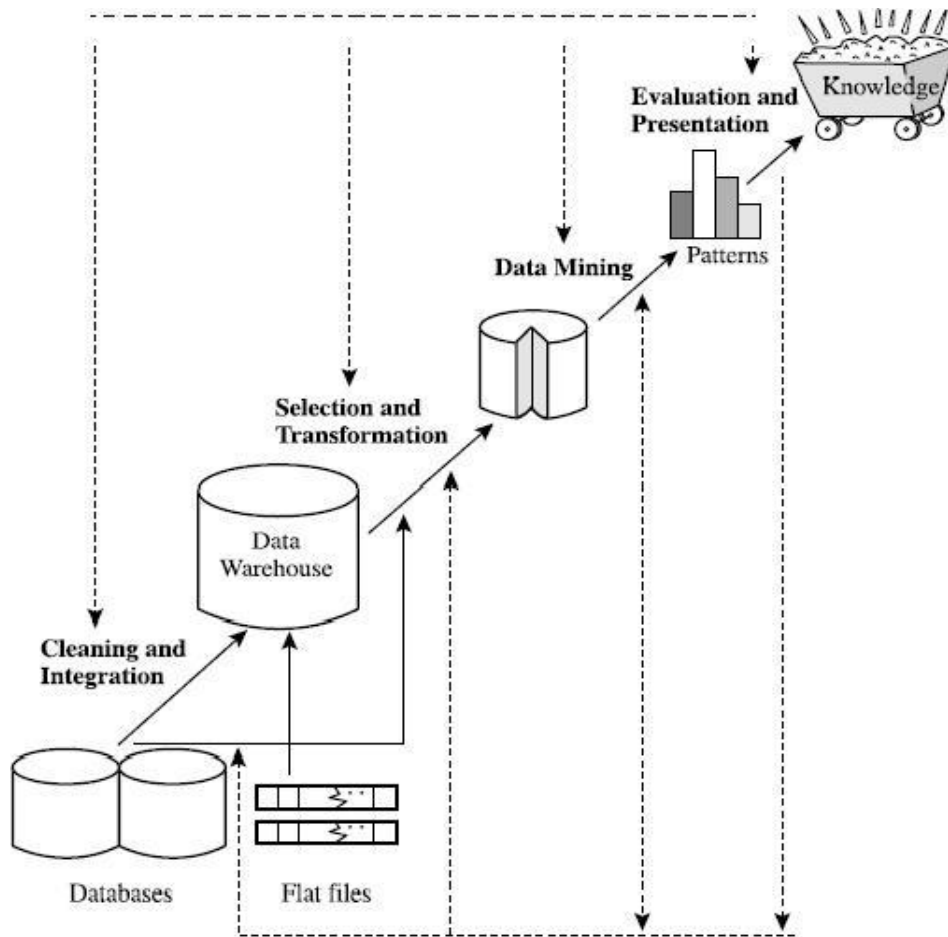 Knowledge
Evaluation and
Presentation
Patterns
Data Mining
Selection and
Transformation
Data
Warehouse
Cleaning and
Integration
Databases
Flat files